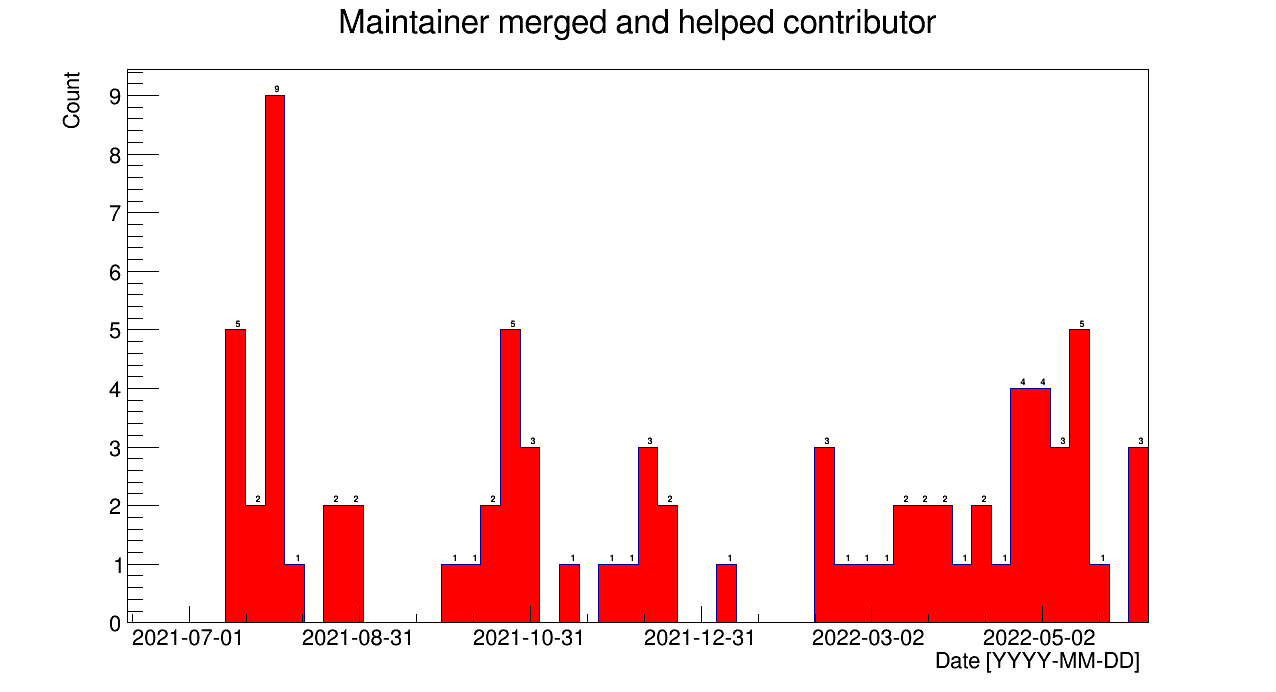 Maintainer merged and helped contributor
Count
9
8
7
6
5
4
3
2
1
0
5 2 9 1 2 2 1 1 2 5 3 1 1 1 3 2 1 3 1 1 1 2 2 2 1 2 1 4 4 3 5 1 3
2021-07-01 2021-08-31 2021-10-31 2021-12-31 2022-03-02 2022-05-02
Date [YYYY-MM-DD]